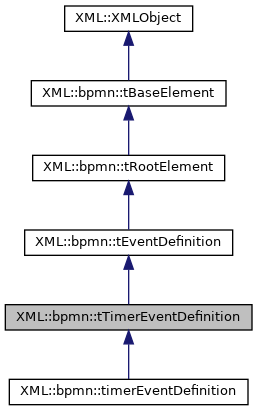 XML::XMLObject
XML::bpmn::tBaseElement
XML::bpmn::tRootElement
XML::bpmn::tEventDefinition
XML::bpmn::tTimerEventDefinition
XML::bpmn::timerEventDefinition